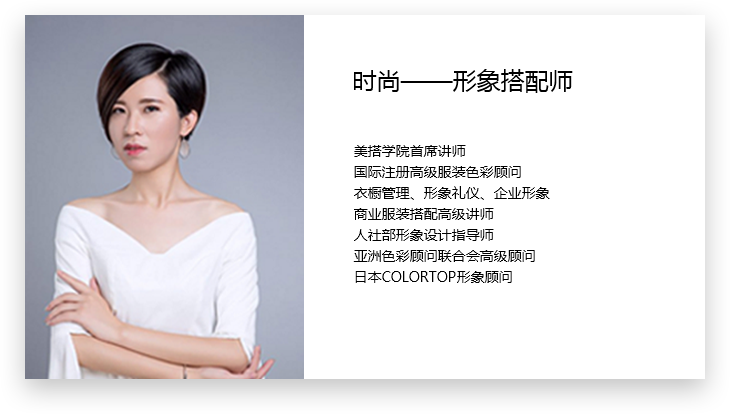 时尚——形象搭配师
美搭学院首席讲师
国际注册高级服装色彩顾问
衣橱管理、形象礼仪、企业形象
商业服装搭配高级讲师
人社部形象设计指导师
亚洲色彩顾问联合会高级顾问
日本COLORTOP形象顾问